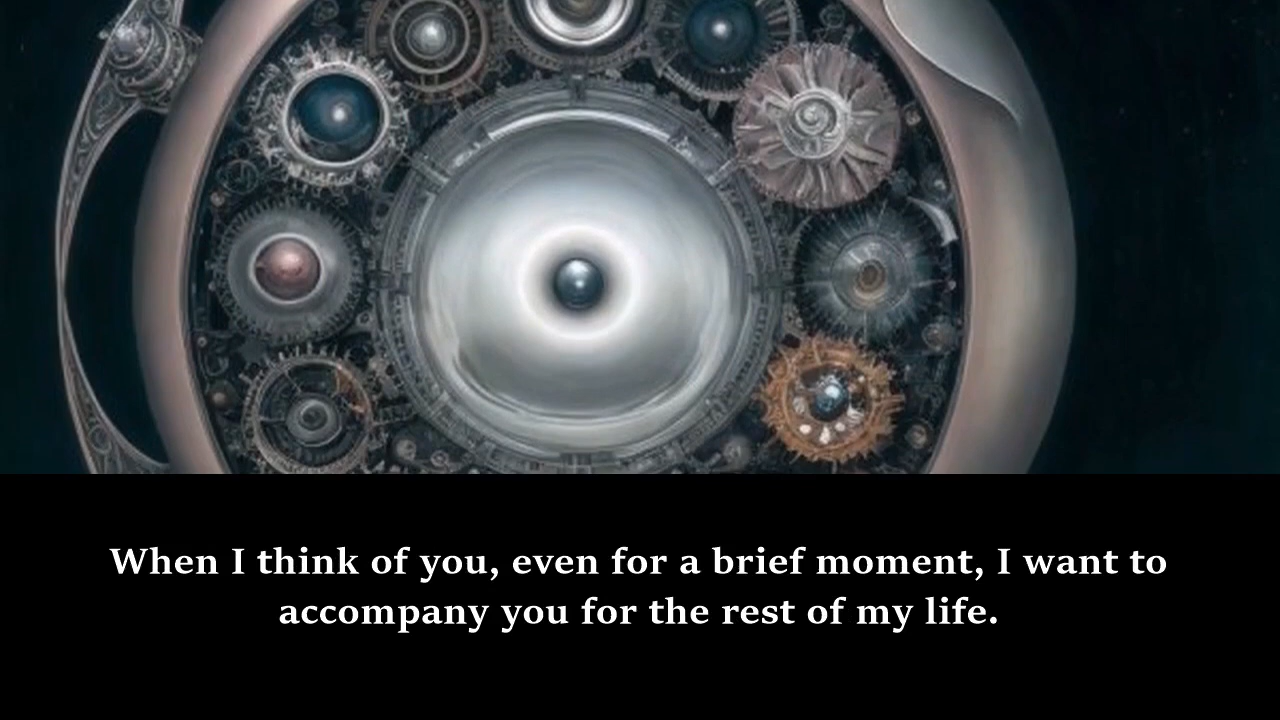 When I think of you, even for a brief moment, I want to
accompany you for the rest of my life.